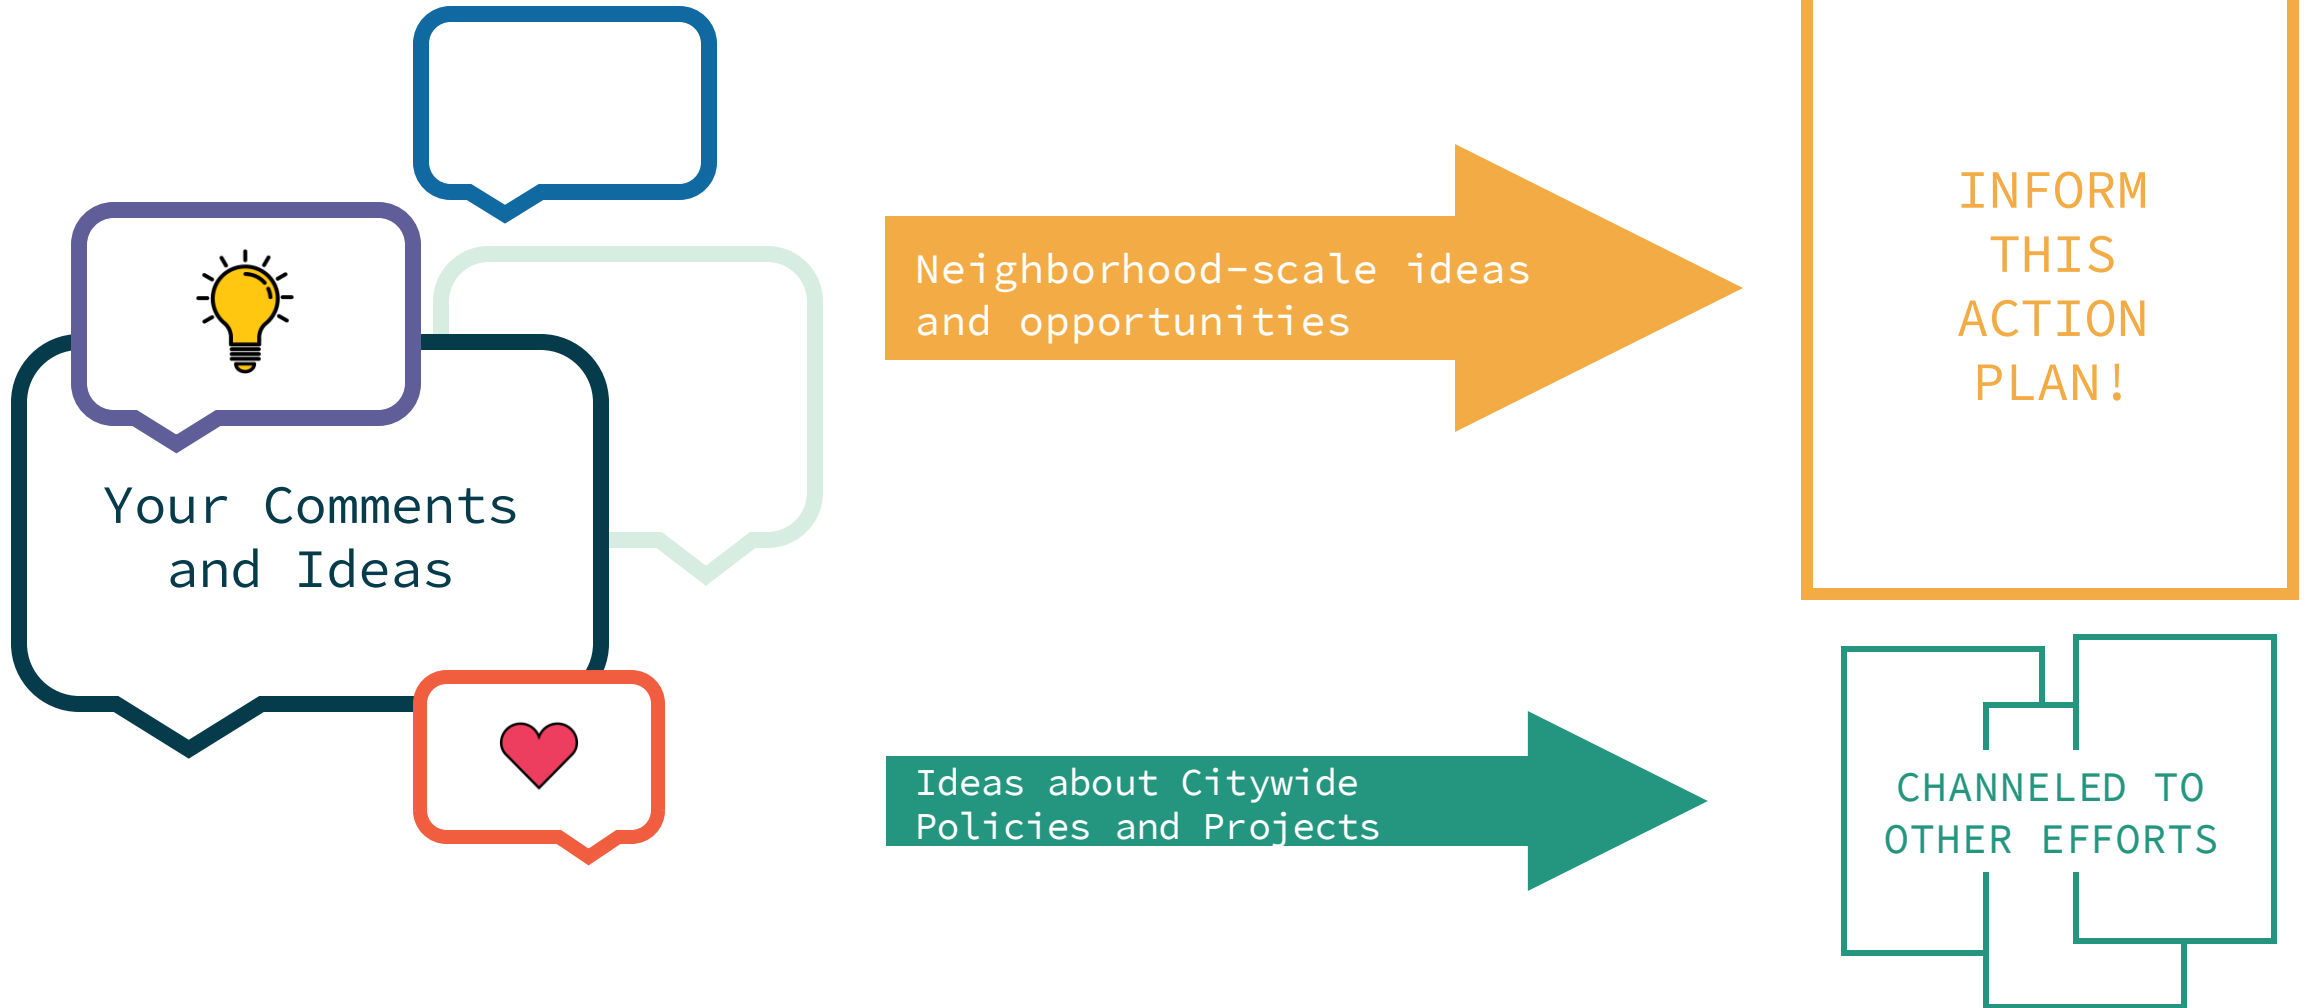 Your Comments
and Ideas
Neighborhood-scale ideas
and opportunities
INFORM
THIS
ACTION
PLAN!
Ideas about Citywide
Policies and Projects
CHANNELED TO
OTHER EFFORTS